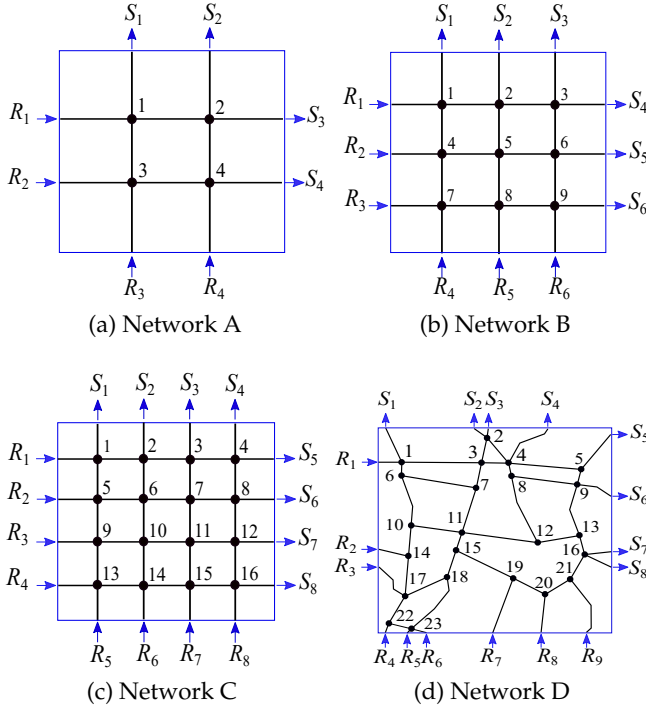 S1 S2
R1 1 2 S3
R2 3 4 S4
R3 R4
(a) Network A
S1 S2 S3
R1 1 2 3 S4
R2 4 5 6 S5
R3 7 8 9 S6
R4 R5 R6
(b) Network B
S1 S2 S3 S4
R1 1 2 3 4 S5
R2 5 6 7 8 S6
R3 9 10 11 12 S7
R4 13 14 15 16 S8
R5 R6 R7 R8
(c) Network C
S1 S2 S3 S4
2 S5
R1 1 3 4 5
6 7 8 9 S6
10 11 12 13
R2 14 15 16 S7
R3 17 18 19 20 21 S8
22 23
R4 R5 R6 R7 R8 R9
(d) Network D